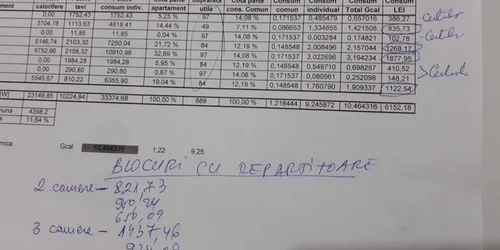 calorifere tevi calorifere apartament utila cons. Comun comun individual Total Gcal LEI
0,00 1752,43 1752,43 5,25 % 97 14,08 % 0,171537 0,485479 0,657016 386,27
3704,78 1113,63 4818,41 14,44 % 49 7,11 % 0,086653 1,334855 1,421508 835,73
0,00 11,85 11,85 0,04 % 97 14,08 % 0,171537 0,003284 0,174821 102,78
5146,74 2103,30 7250,04 21,72 % 84 12,19 % 0,148548 2,008496 2,157044 1268,17
8752,66 2158,32 10910,98 32,69 % 97 14,08 % 0,171537 3,022696 3,194234 1877,95
0,00 1984,28 1984,28 5,95 % 84 12,19 % 0,148548 0,549710 0,698257 410,52
0,00 290,80 290,80 0,87 % 97 14,08 % 0,171537 0,080561 0,252098 148,21
5545,67 810,22 6355,90 19,04 % 84 12,19 % 0,148548 1,760790 1,909337 1122,54
[W] 23149,85 10224,84 33374,68 100,00 % 689 100,00 % 1,218444 9,245872 10,464316 6152,18
4398,2
11,64 %
Gcal 10,464316 1,22 9,25
BLOCURI CU REPARTITOARE
2 camere – 821,73
950,24
650,09
3 camere – 1437,46